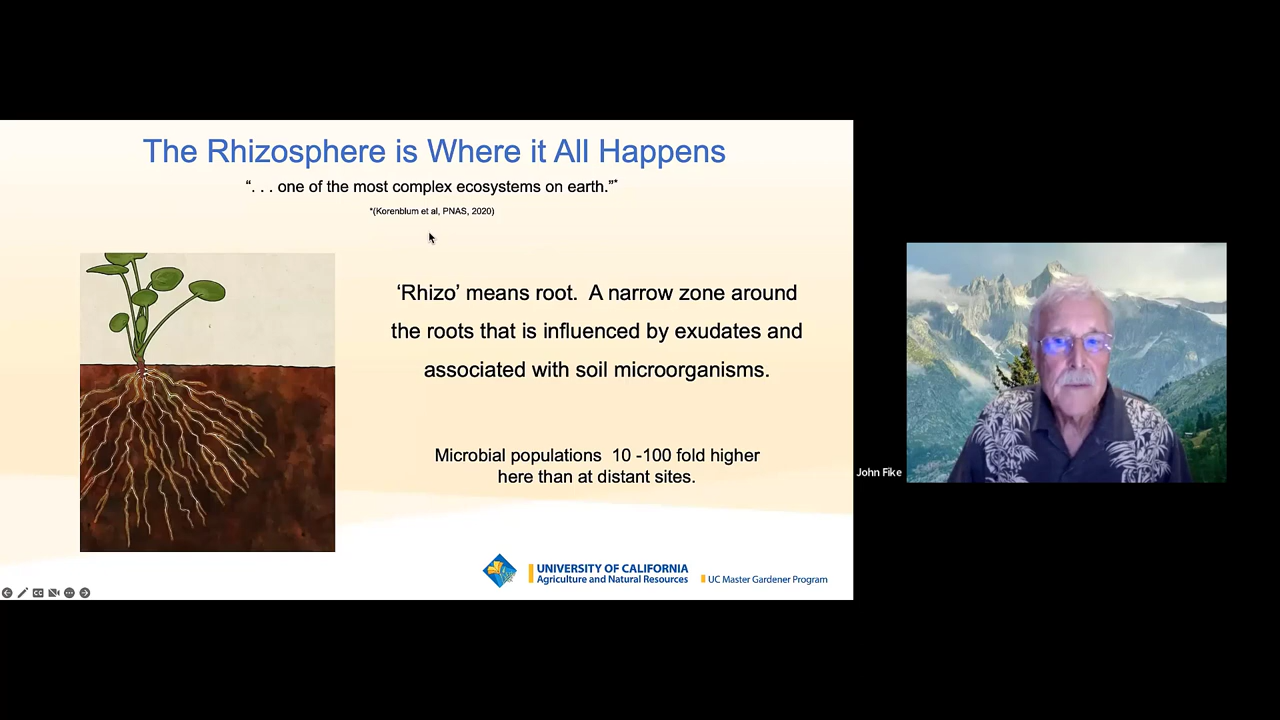 The Rhizosphere is Where it All Happens
“. . . one of the most complex ecosystems on earth.”*
*(Korenblum et al, PNAS, 2020)
‘Rhizo’ means root.  A narrow zone around
the roots that is influenced by exudates and
associated with soil microorganisms.
Microbial populations  10 -100 fold higher
here than at distant sites.
UNIVERSITY OF CALIFORNIA
Agriculture and Natural Resources
UC Master Gardener Program
John Fike
CC